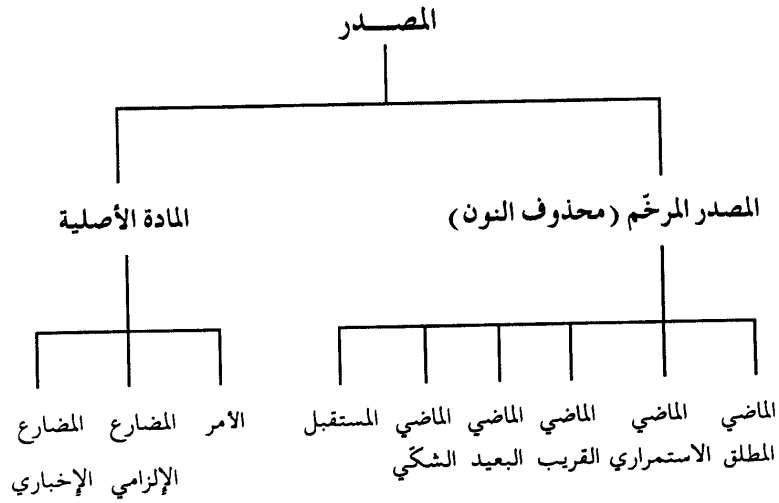 المصــــدر
المصدر المرخّم (محذوف النون)
المادة الأصلية
الماضي المطلق
الماضي الاستمراري
الماضي القريب
الماضي البعيد
الماضي الشكّي
المستقبل
الأمر
المضارع الإلزامي
المضارع الإخباري